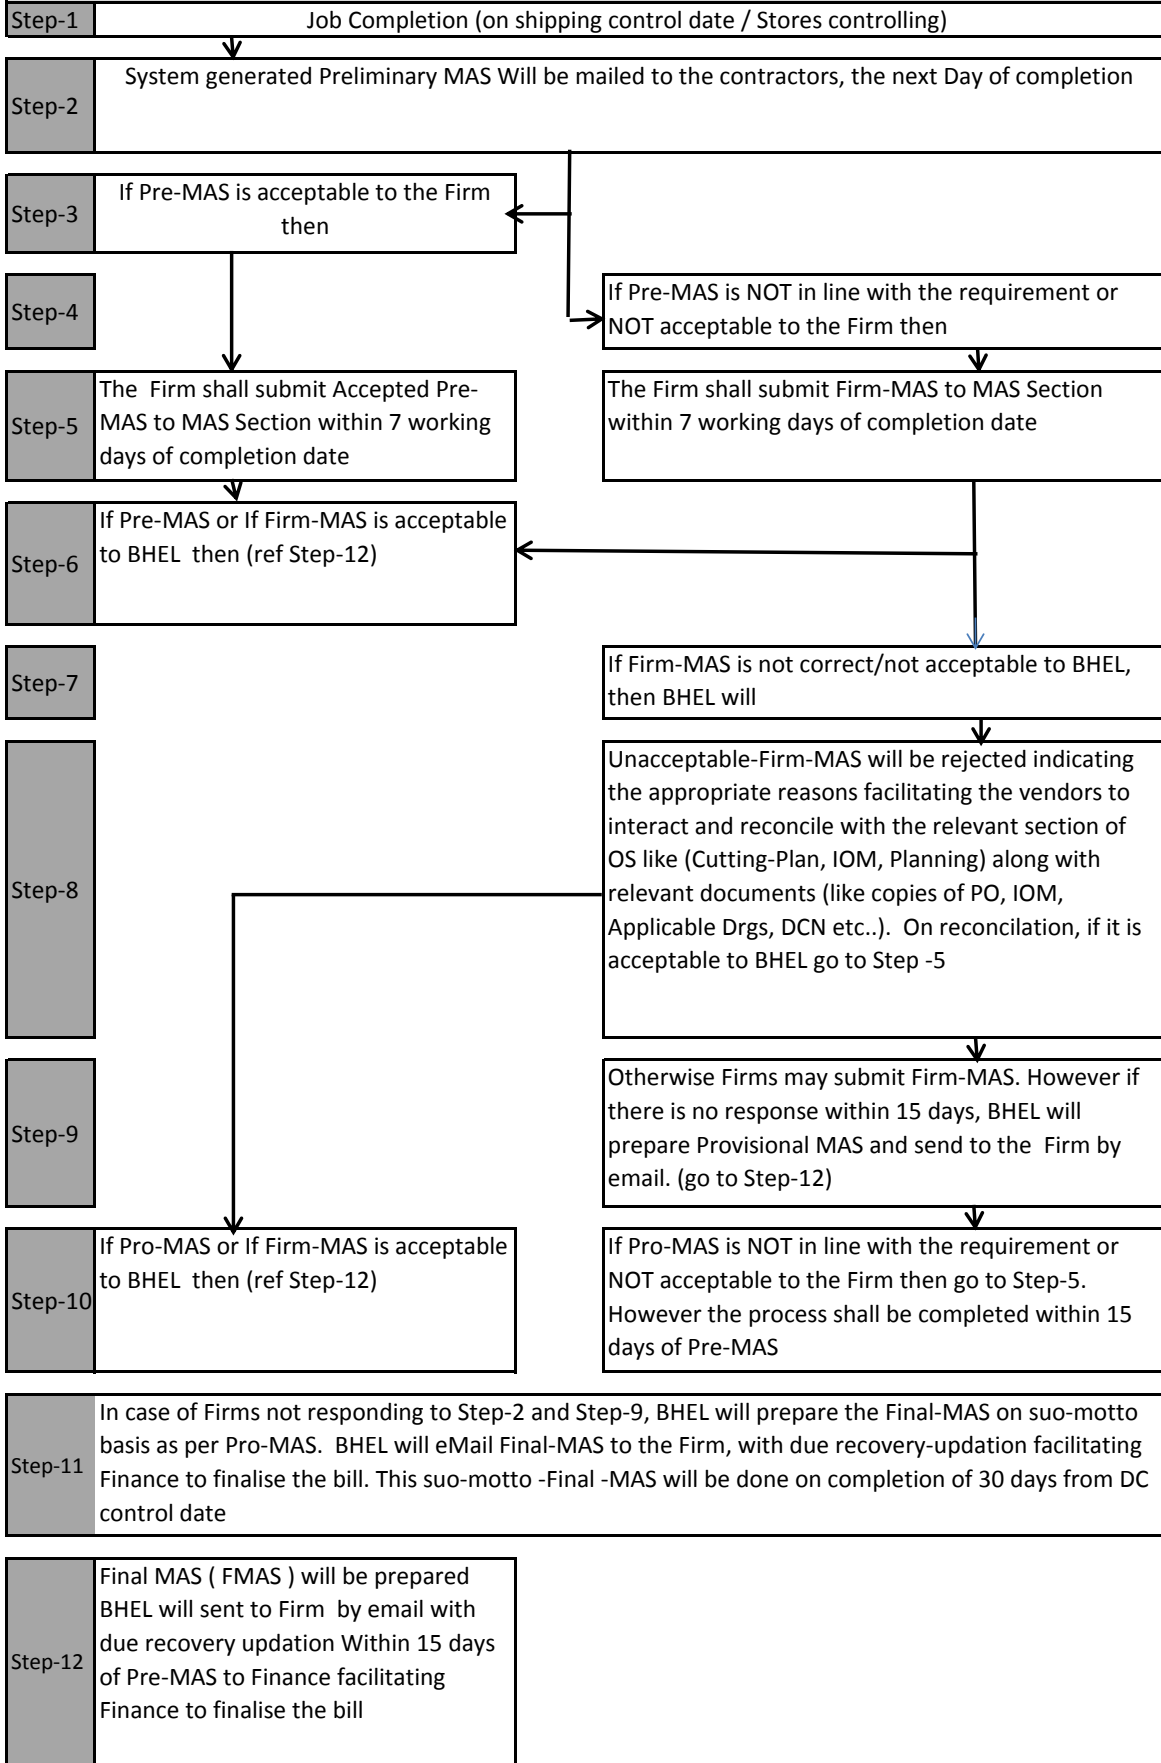 Step-1
Job Completion (on shipping control date / Stores controlling)
Step-2
System generated Preliminary MAS Will be mailed to the contractors, the next Day of completion
Step-3
If Pre-MAS is acceptable to the Firm
then
Step-4
If Pre-MAS is NOT in line with the requirement or
NOT acceptable to the Firm then
Step-5
The Firm shall submit Accepted Pre-
MAS to MAS Section within 7 working
days of completion date
The Firm shall submit Firm-MAS to MAS Section
within 7 working days of completion date
Step-6
If Pre-MAS or If Firm-MAS is acceptable
to BHEL then (ref Step-12)
Step-7
If Firm-MAS is not correct/not acceptable to BHEL,
then BHEL will
Step-8
Unacceptable-Firm-MAS will be rejected indicating
the appropriate reasons facilitating the vendors to
interact and reconcile with the relevant section of
OS like (Cutting-Plan, IOM, Planning) along with
relevant documents (like copies of PO, IOM,
Applicable Drgs, DCN etc..). On reconcilation, if it is
acceptable to BHEL go to Step -5
Step-9
Otherwise Firms may submit Firm-MAS. However if
there is no response within 15 days, BHEL will
prepare Provisional MAS and send to the Firm by
email. (go to Step-12)
Step-10
If Pro-MAS or If Firm-MAS is acceptable
to BHEL then (ref Step-12)
If Pro-MAS is NOT in line with the requirement or
NOT acceptable to the Firm then go to Step-5.
However the process shall be completed within 15
days of Pre-MAS
Step-11
In case of Firms not responding to Step-2 and Step-9, BHEL will prepare the Final-MAS on suo-motto
basis as per Pro-MAS. BHEL will eMail Final-MAS to the Firm, with due recovery-updation facilitating
Finance to finalise the bill. This suo-motto -Final -MAS will be done on completion of 30 days from DC
control date
Step-12
Final MAS ( FMAS ) will be prepared
BHEL will sent to Firm by email with
due recovery updation Within 15 days
of Pre-MAS to Finance facilitating
Finance to finalise the bill